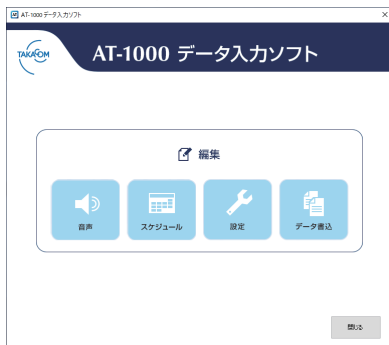 AT-1000 データ入力ソフト
TAKACOM
AT-1000 データ入力ソフト
編集
音声
スケジュール
設定
データ書込
閉じる